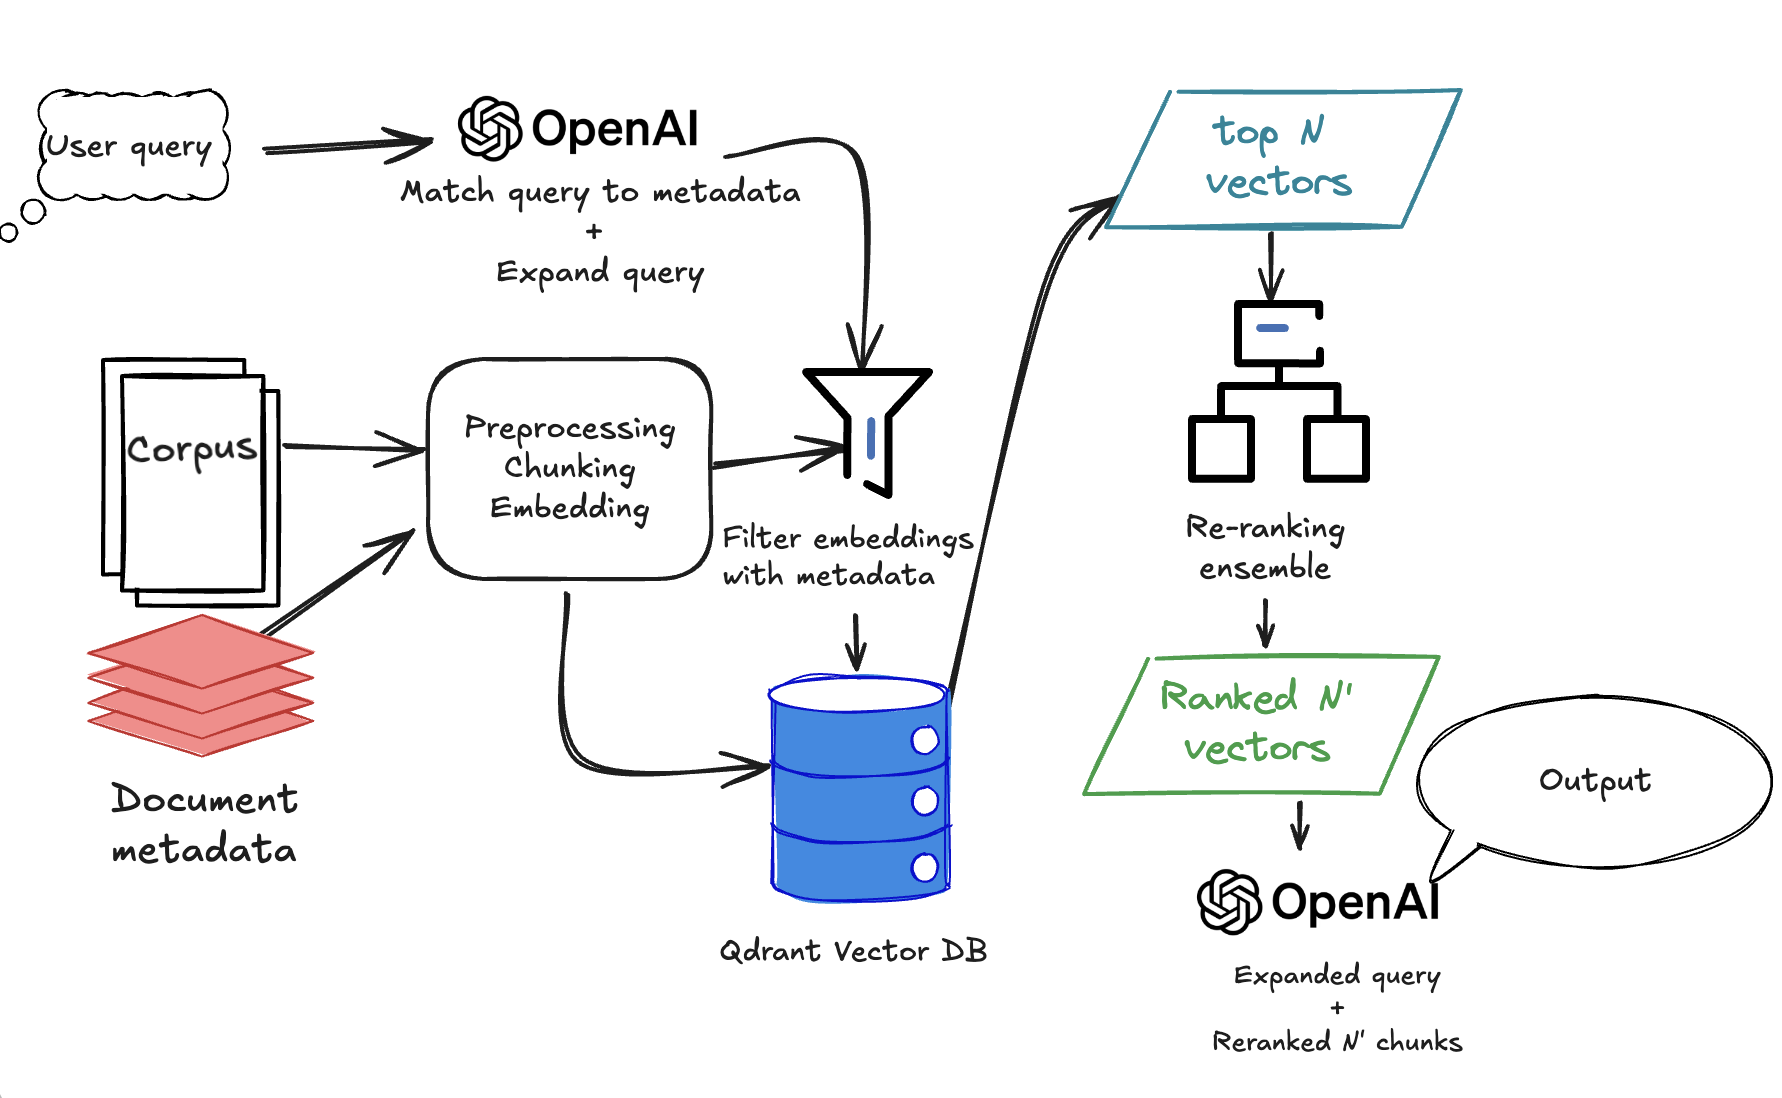 User query
OpenAI
Match query to metadata
+
Expand query
Corpus
Document
metadata
Preprocessing
Chunking
Embedding
Filter embeddings
with metadata
Qdrant Vector DB
top N
vectors
Re-ranking
ensemble
Ranked N'
vectors
Output
OpenAI
Expanded query
+
Reranked N' chunks